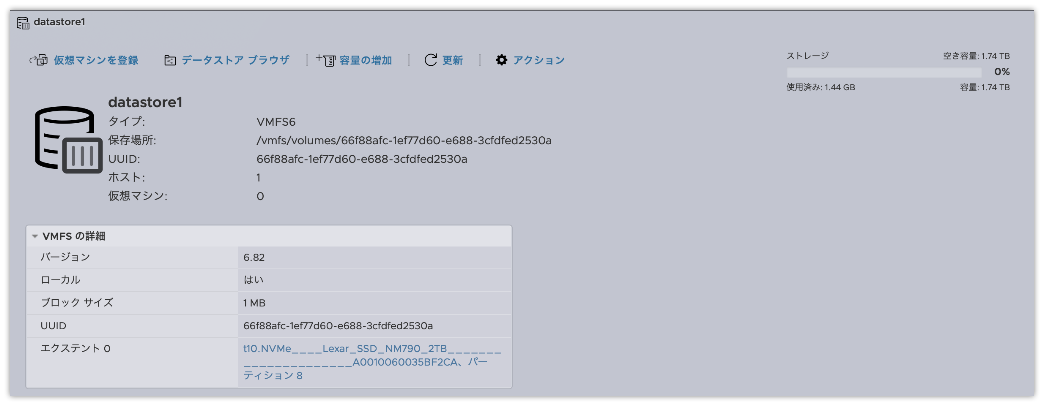 datastore1
仮想マシンを登録 データストア ブラウザ 容量の増加 更新 アクション
ストレージ 空き容量: 1.74 TB
0%
使用済み: 1.44 GB 容量: 1.74 TB
datastore1
タイプ: VMFS6
保存場所: /vmfs/volumes/66f88afc-1ef77d60-e688-3cfdfed2530a
UUID: 66f88afc-1ef77d60-e688-3cfdfed2530a
ホスト: 1
仮想マシン: 0
VMFS の詳細
バージョン 6.82
ローカル はい
ブロック サイズ 1 MB
UUID 66f88afc-1ef77d60-e688-3cfdfed2530a
エクステント 0 t10.NVMe____Lexar_SSD_NM790_2TB________
________________A0010060035BF2CA、パー
ティション 8